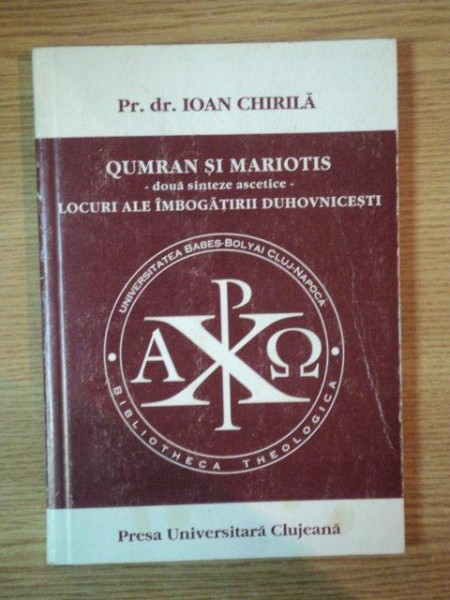 Pr. dr. IOAN CHIRILĂ
QUMRAN ŞI MARIOTIS
- două sinteze ascetice -
LOCURI ALE ÎMBOGĂŢIRII DUHOVNICEŞTI
UNIVERSITATEA BABEŞ-BOLYAI CLUJ-NAPOCA
Α Ρ Χ Ω
BIBLIOTHECA THEOLOGICA
Presa Universitară Clujeană